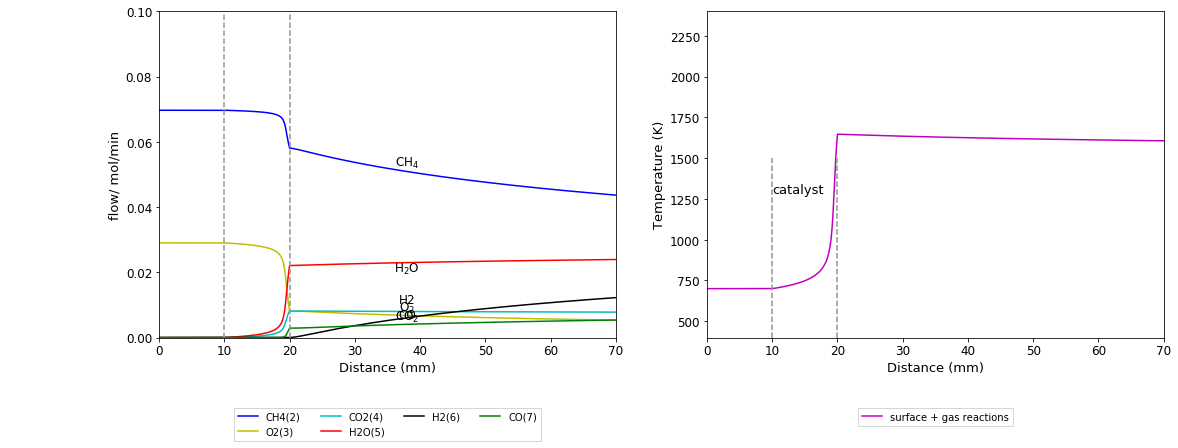 0.10
0.08
0.06
0.04
0.02
0.00
flow/ mol/min
CH₄
H₂O
H2
O₂
CO₂
0 10 20 30 40 50 60 70
Distance (mm)
CH4(2) CO2(4) H2(6) CO(7)
O2(3) H2O(5)
2250
2000
1750
1500
1250
1000
750
500
Temperature (K)
catalyst
0 10 20 30 40 50 60 70
Distance (mm)
surface + gas reactions